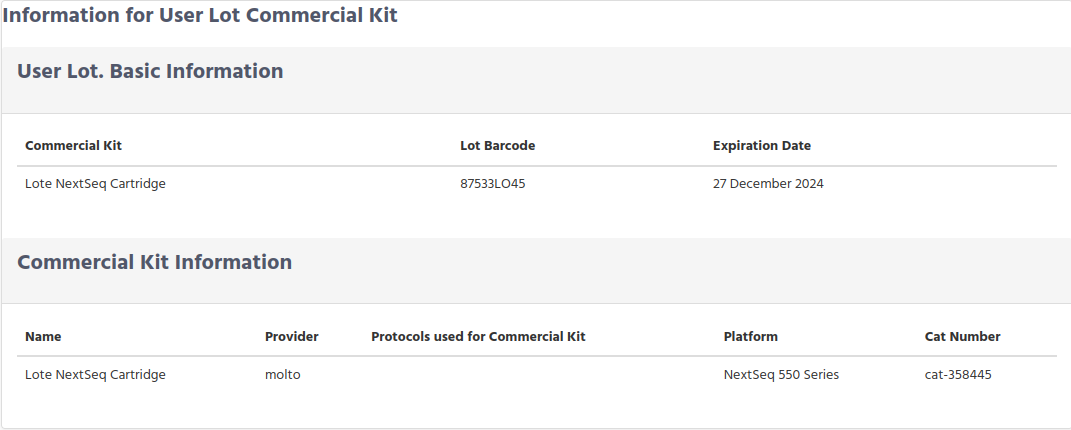 Information for User Lot Commercial Kit
User Lot. Basic Information
Commercial Kit Lot Barcode Expiration Date
Lote NextSeq Cartridge 87533LO45 27 December 2024
Commercial Kit Information
Name Provider Protocols used for Commercial Kit Platform Cat Number
Lote NextSeq Cartridge molto NextSeq 550 Series cat-358445